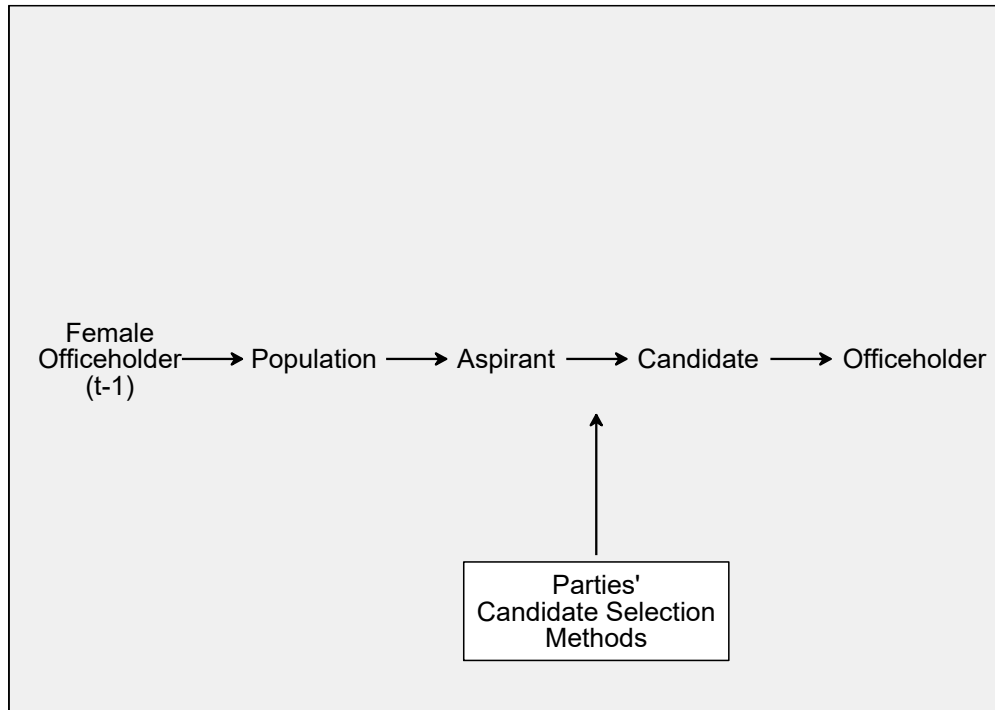 Female
Officeholder
(t-1)
Population
Aspirant
Candidate
Officeholder
Parties'
Candidate Selection
Methods